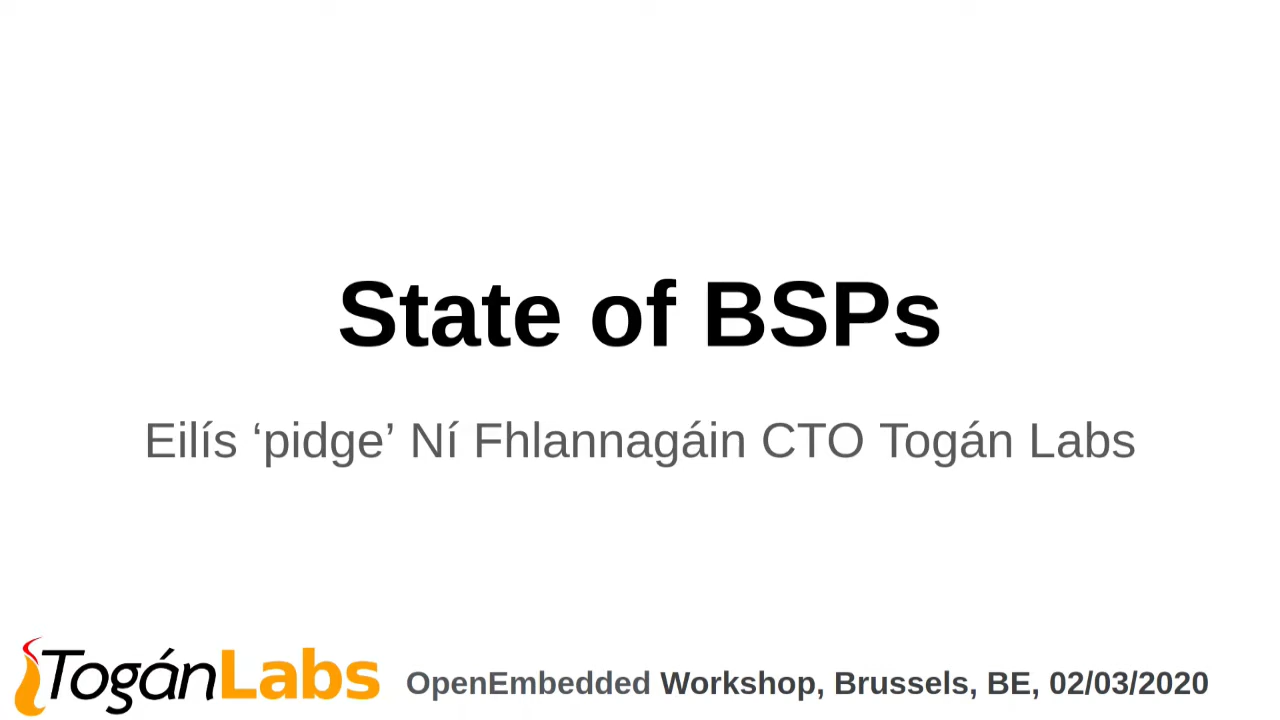 State of BSPs
Eilís ‘pidge’ Ní Fhlannagáin CTO Togán Labs
TogánLabs
OpenEmbedded Workshop, Brussels, BE, 02/03/2020